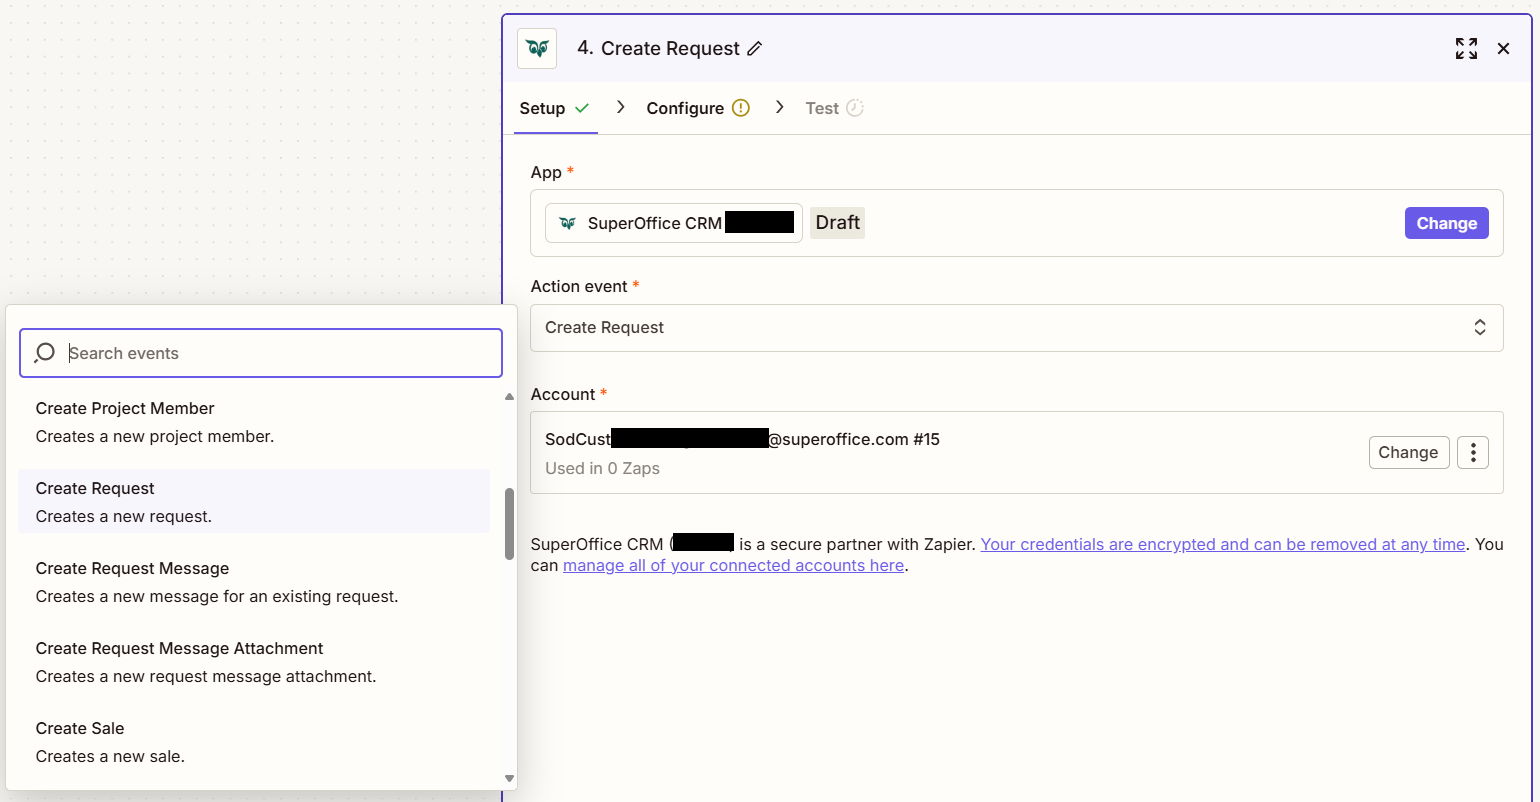 4. Create Request
Setup
Configure
Test
App *
SuperOffice CRM
Draft
Change
Action event *
Create Request
Account *
SodCust @superoffice.com #15
Used in 0 Zaps
Change
SuperOffice CRM ( is a secure partner with Zapier. Your credentials are encrypted and can be removed at any time. You
can manage all of your connected accounts here.
Search events
Create Project Member
Creates a new project member.
Create Request
Creates a new request.
Create Request Message
Creates a new message for an existing request.
Create Request Message Attachment
Creates a new request message attachment.
Create Sale
Creates a new sale.